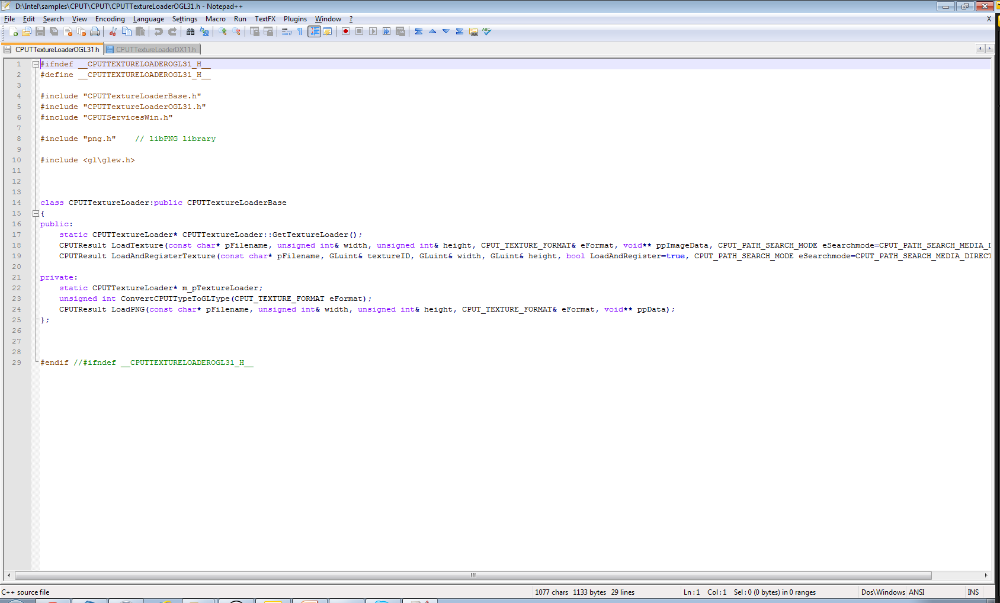 D:\Intel\samples\CPUT\CPUT\CPUTTextureLoaderOGL31.h - Notepad++
File Edit Search View Encoding Language Settings Macro Run TextFX Plugins Window ? X
CPUTTextureLoaderOGL31.h CPUTTextureLoaderDX11.h
1 #ifndef __CPUTTEXTURELOADEROGL31_H__
2 #define __CPUTTEXTURELOADEROGL31_H__
3
4 #include "CPUTTextureLoaderBase.h"
5 #include "CPUTTextureLoaderOGL31.h"
6 #include "CPUTServicesWin.h"
7
8 #include "png.h"    // libPNG library
9
10 #include <gl\glew.h>
11
12
13
14 class CPUTTextureLoader:public CPUTTextureLoaderBase
15 {
16 public:
17     static CPUTTextureLoader* CPUTTextureLoader::GetTextureLoader();
18     CPUTResult LoadTexture(const char* pFilename, unsigned int& width, unsigned int& height, CPUT_TEXTURE_FORMAT& eFormat, void** ppImageData, CPUT_PATH_SEARCH_MODE eSearchmode=CPUT_PATH_SEARCH_MEDIA_D
19     CPUTResult LoadAndRegisterTexture(const char* pFilename, GLuint& textureID, GLuint& width, GLuint& height, bool LoadAndRegister=true, CPUT_PATH_SEARCH_MODE eSearchmode=CPUT_PATH_SEARCH_MEDIA_DIRECT
20
21 private:
22     static CPUTTextureLoader* m_pTextureLoader;
23     unsigned int ConvertCPUTTypeToGLType(CPUT_TEXTURE_FORMAT eFormat);
24     CPUTResult LoadPNG(const char* pFilename, unsigned int& width, unsigned int& height, CPUT_TEXTURE_FORMAT& eFormat, void** ppData);
25 };
26
27
28
29 #endif //#ifndef __CPUTTEXTURELOADEROGL31_H__
C++ source file 1077 chars 1133 bytes 29 lines Ln : 1 Col : 1 Sel : 0 (0 bytes) in 0 ranges Dos\Windows ANSI INS